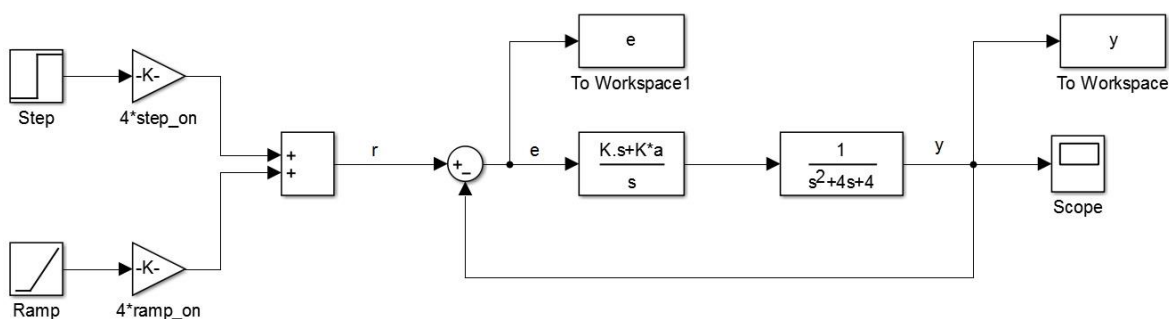 e
y
To Workspace1
To Workspace
-K-
Step
4*step_on
+
+
r
+
-
e
K.s+K*a
s
1
s²+4s+4
y
Scope
-K-
Ramp
4*ramp_on